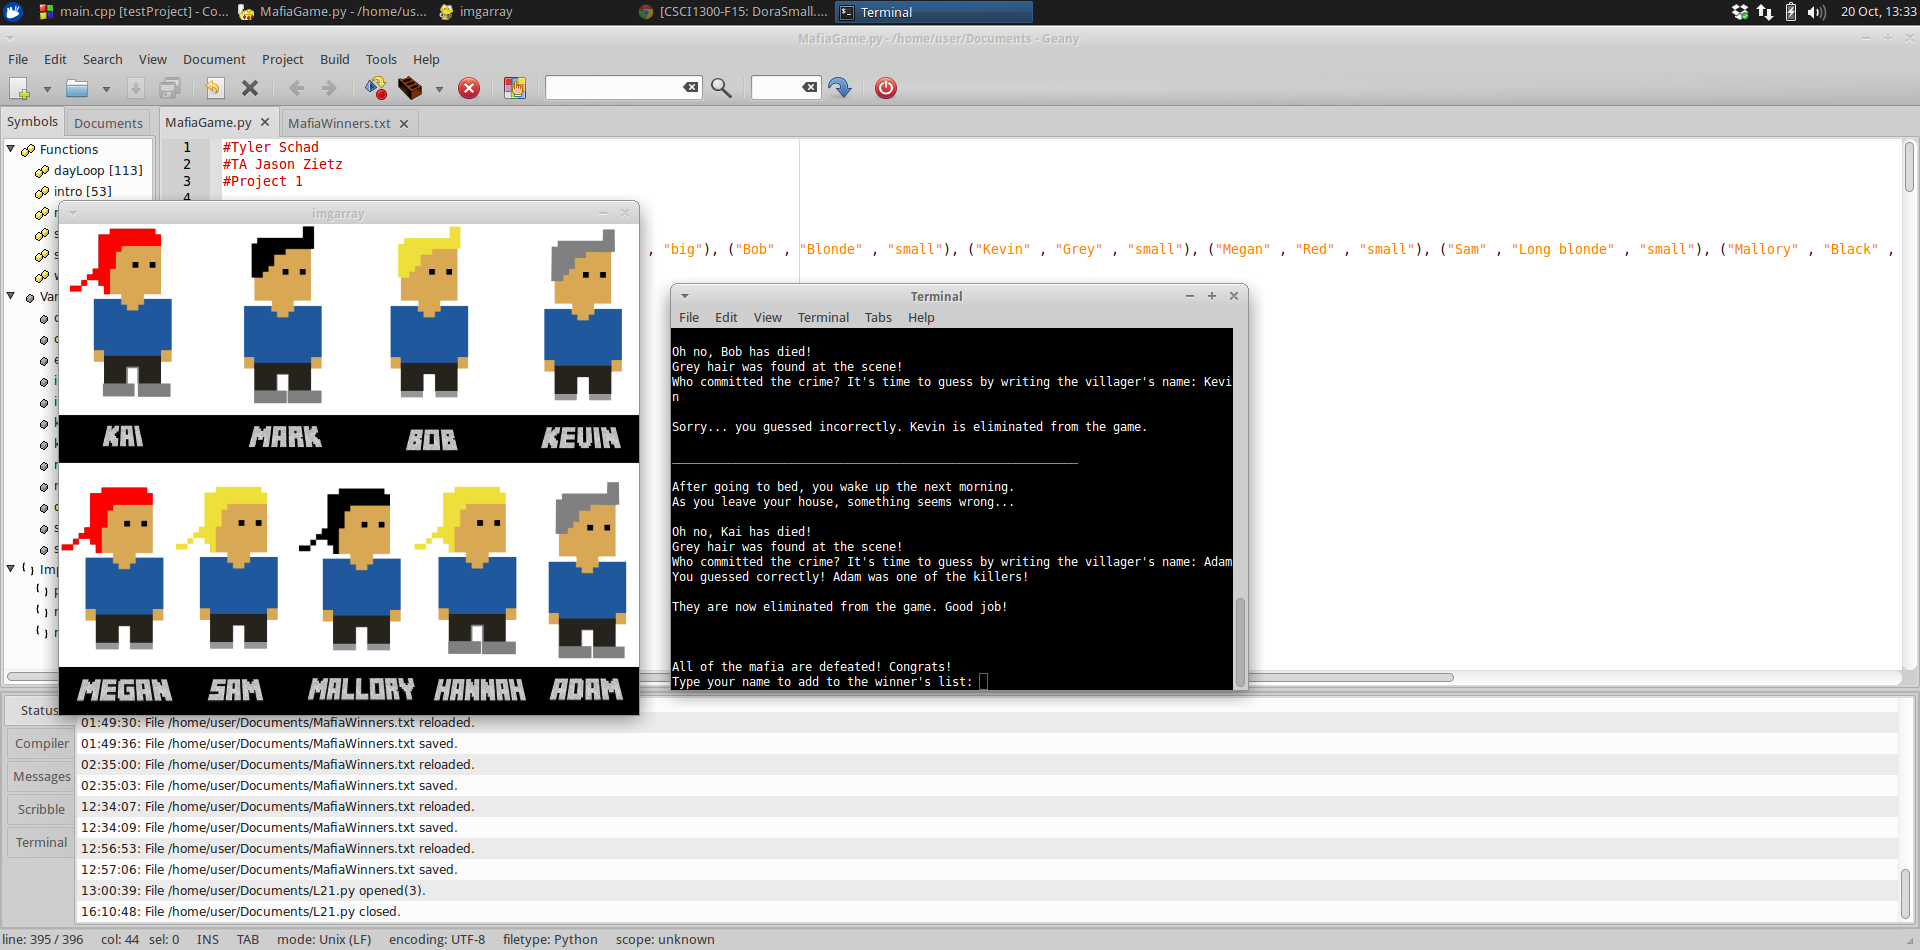 main.cpp [testProject] - Co...
MafiaGame.py - /home/us...
imgarray
[CSCI1300-F15: DoraSmall....
Terminal
20 Oct, 13:33
MafiaGame.py - /home/user/Documents - Geany
File Edit Search View Document Project Build Tools Help
Symbols Documents
MafiaGame.py MafiaWinners.txt
Functions
dayLoop [113]
intro [53]
1 #Tyler Schad
2 #TA Jason Zietz
3 #Project 1
4
, "big"), ("Bob" , "Blonde" , "small"), ("Kevin" , "Grey" , "small"), ("Megan" , "Red" , "small"), ("Sam" , "Long blonde" , "small"), ("Mallory" , "Black" ,
imgarray
KAI MARK BOB KEVIN
MEGAN SAM MALLORY HANNAH ADAM
Terminal
File Edit View Terminal Tabs Help
Oh no, Bob has died!
Grey hair was found at the scene!
Who committed the crime? It's time to guess by writing the villager's name: Kevi
n
Sorry... you guessed incorrectly. Kevin is eliminated from the game.
After going to bed, you wake up the next morning.
As you leave your house, something seems wrong...
Oh no, Kai has died!
Grey hair was found at the scene!
Who committed the crime? It's time to guess by writing the villager's name: Adam
You guessed correctly! Adam was one of the killers!
They are now eliminated from the game. Good job!
All of the mafia are defeated! Congrats!
Type your name to add to the winner's list:
Status
Compiler
Messages
Scribble
Terminal
01:49:30: File /home/user/Documents/MafiaWinners.txt reloaded.
01:49:36: File /home/user/Documents/MafiaWinners.txt saved.
02:35:00: File /home/user/Documents/MafiaWinners.txt reloaded.
02:35:03: File /home/user/Documents/MafiaWinners.txt saved.
12:34:07: File /home/user/Documents/MafiaWinners.txt reloaded.
12:34:09: File /home/user/Documents/MafiaWinners.txt saved.
12:56:53: File /home/user/Documents/MafiaWinners.txt reloaded.
12:57:06: File /home/user/Documents/MafiaWinners.txt saved.
13:00:39: File /home/user/Documents/L21.py opened(3).
16:10:48: File /home/user/Documents/L21.py closed.
line: 395 / 396 col: 44 sel: 0 INS TAB mode: Unix (LF) encoding: UTF-8 filetype: Python scope: unknown